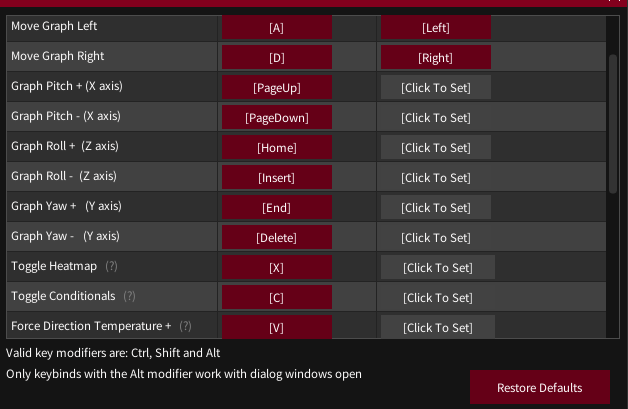 Move Graph Left [A] [Left]
Move Graph Right [D] [Right]
Graph Pitch + (X axis) [PageUp] [Click To Set]
Graph Pitch - (X axis) [PageDown] [Click To Set]
Graph Roll + (Z axis) [Home] [Click To Set]
Graph Roll - (Z axis) [Insert] [Click To Set]
Graph Yaw + (Y axis) [End] [Click To Set]
Graph Yaw - (Y axis) [Delete] [Click To Set]
Toggle Heatmap (?) [X] [Click To Set]
Toggle Conditionals (?) [C] [Click To Set]
Force Direction Temperature + (?) [V] [Click To Set]
Valid key modifiers are: Ctrl, Shift and Alt
Only keybinds with the Alt modifier work with dialog windows open
Restore Defaults